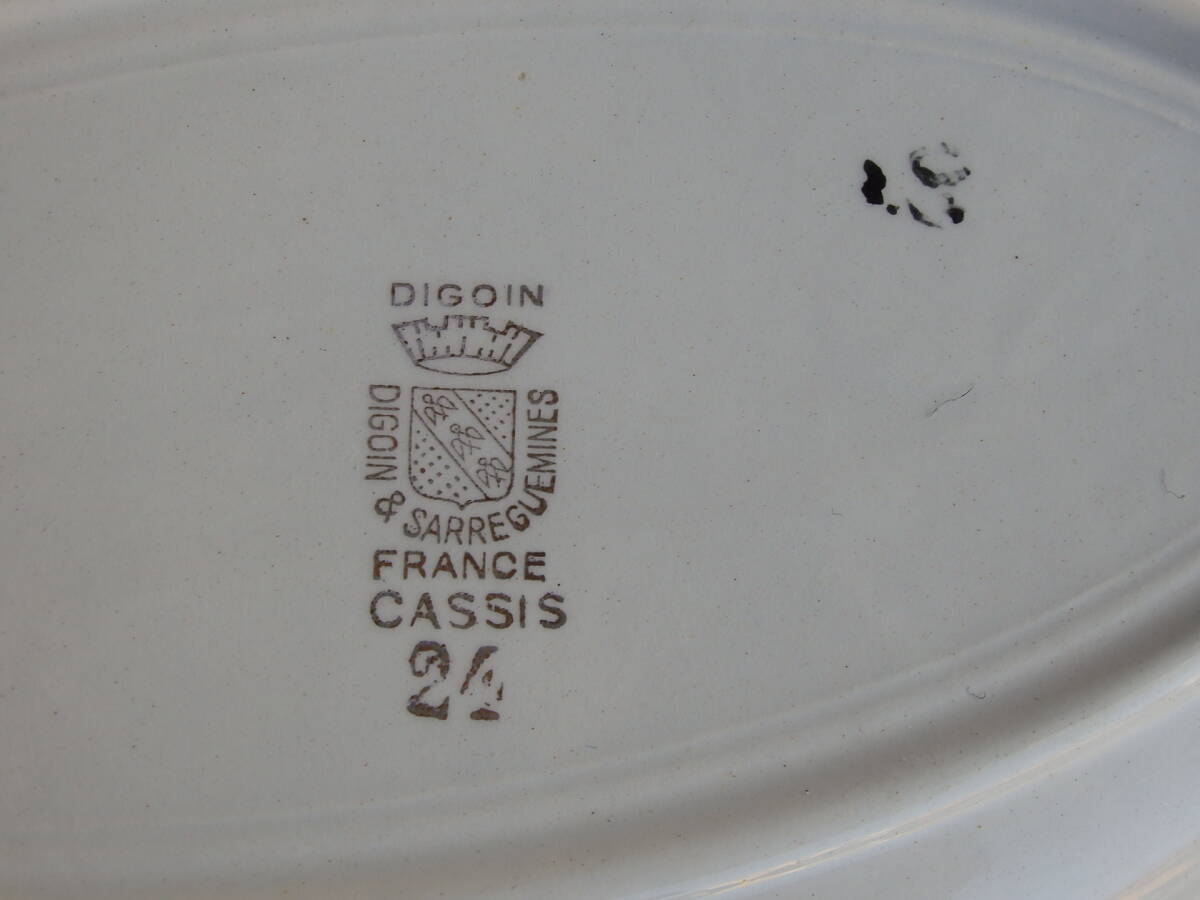 DIGOIN
DIGOIN & SARREGUEMINES
FRANCE
CASSIS
24